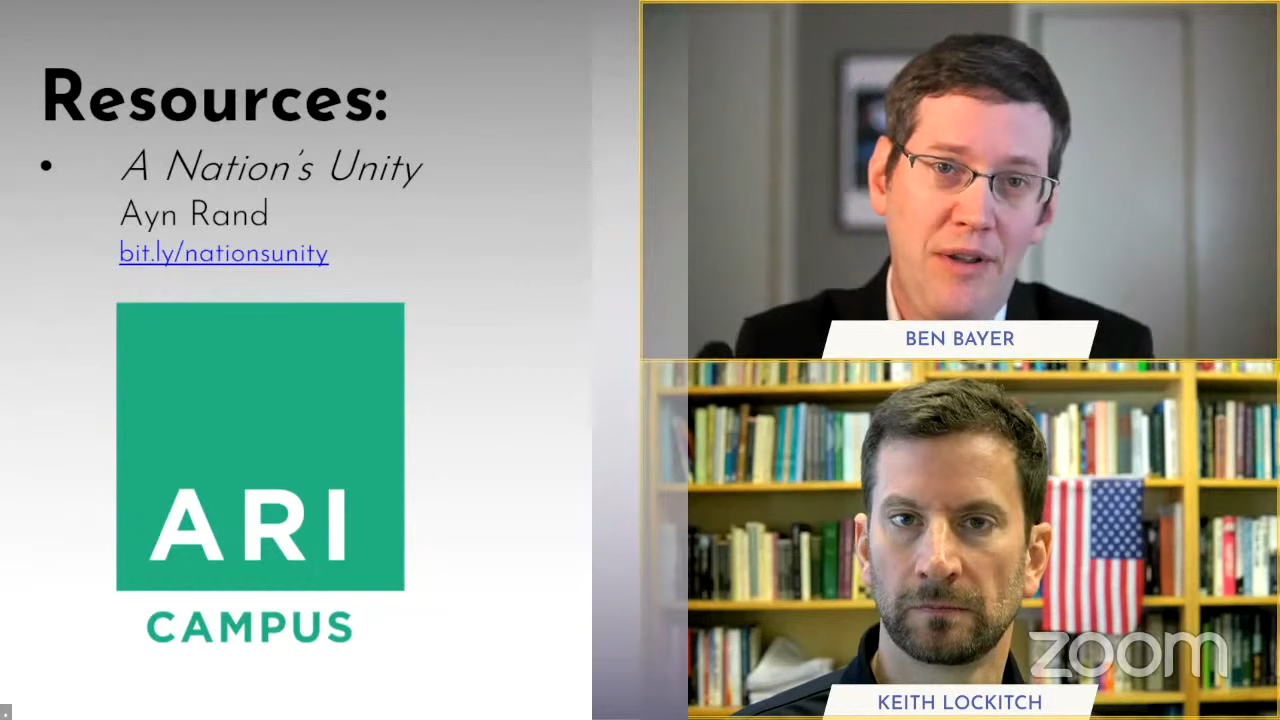 Resources:
• A Nation's Unity
Ayn Rand
bit.ly/nationsunity
ARI
CAMPUS
BEN BAYER
zoom
KEITH LOCKITCH